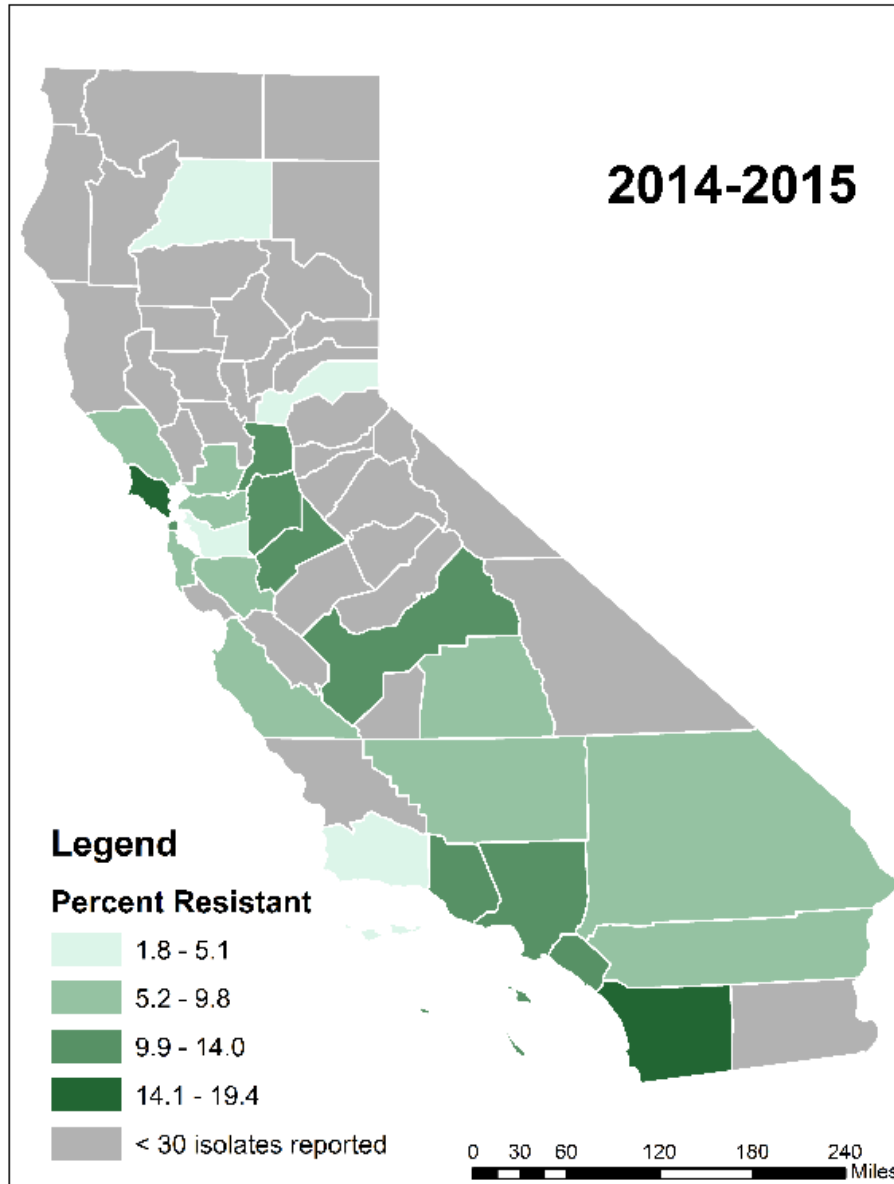 2014-2015
Legend
Percent Resistant
1.8 - 5.1
5.2 - 9.8
9.9 - 14.0
14.1 - 19.4
< 30 isolates reported
0 30 60 120 180 240
Miles